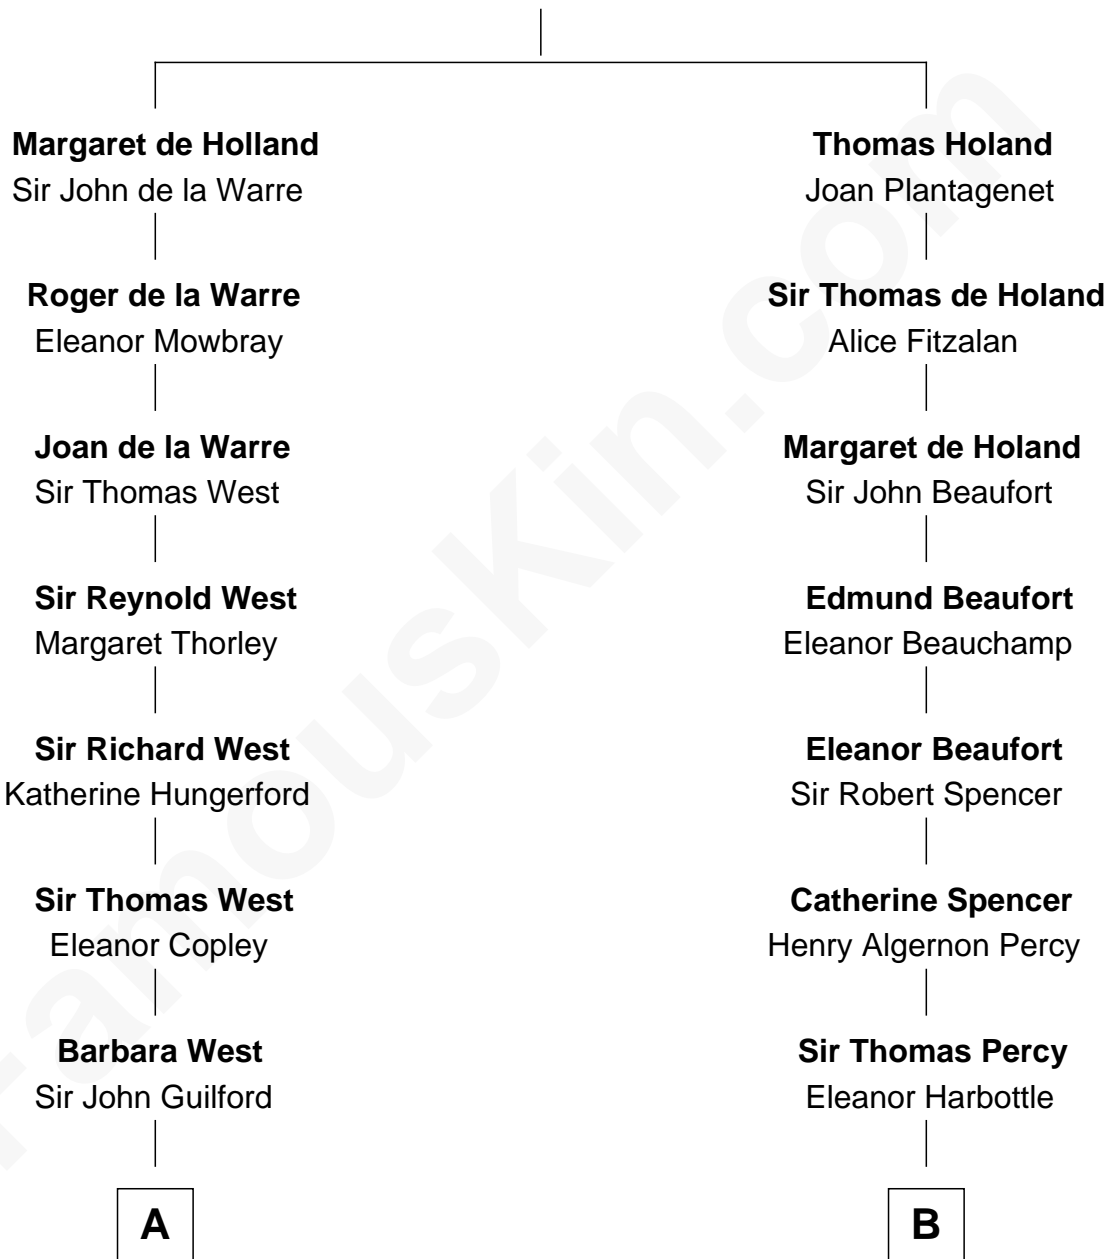 Margaret de Holland
Sir John de la Warre
Roger de la Warre
Eleanor Mowbray
Joan de la Warre
Sir Thomas West
Sir Reynold West
Margaret Thorley
Sir Richard West
Katherine Hungerford
Sir Thomas West
Eleanor Copley
Barbara West
Sir John Guilford
A
Thomas Holand
Joan Plantagenet
Sir Thomas de Holand
Alice Fitzalan
Margaret de Holand
Sir John Beaufort
Edmund Beaufort
Eleanor Beauchamp
Eleanor Beaufort
Sir Robert Spencer
Catherine Spencer
Henry Algernon Percy
Sir Thomas Percy
Eleanor Harbottle
B
FamousKin.com